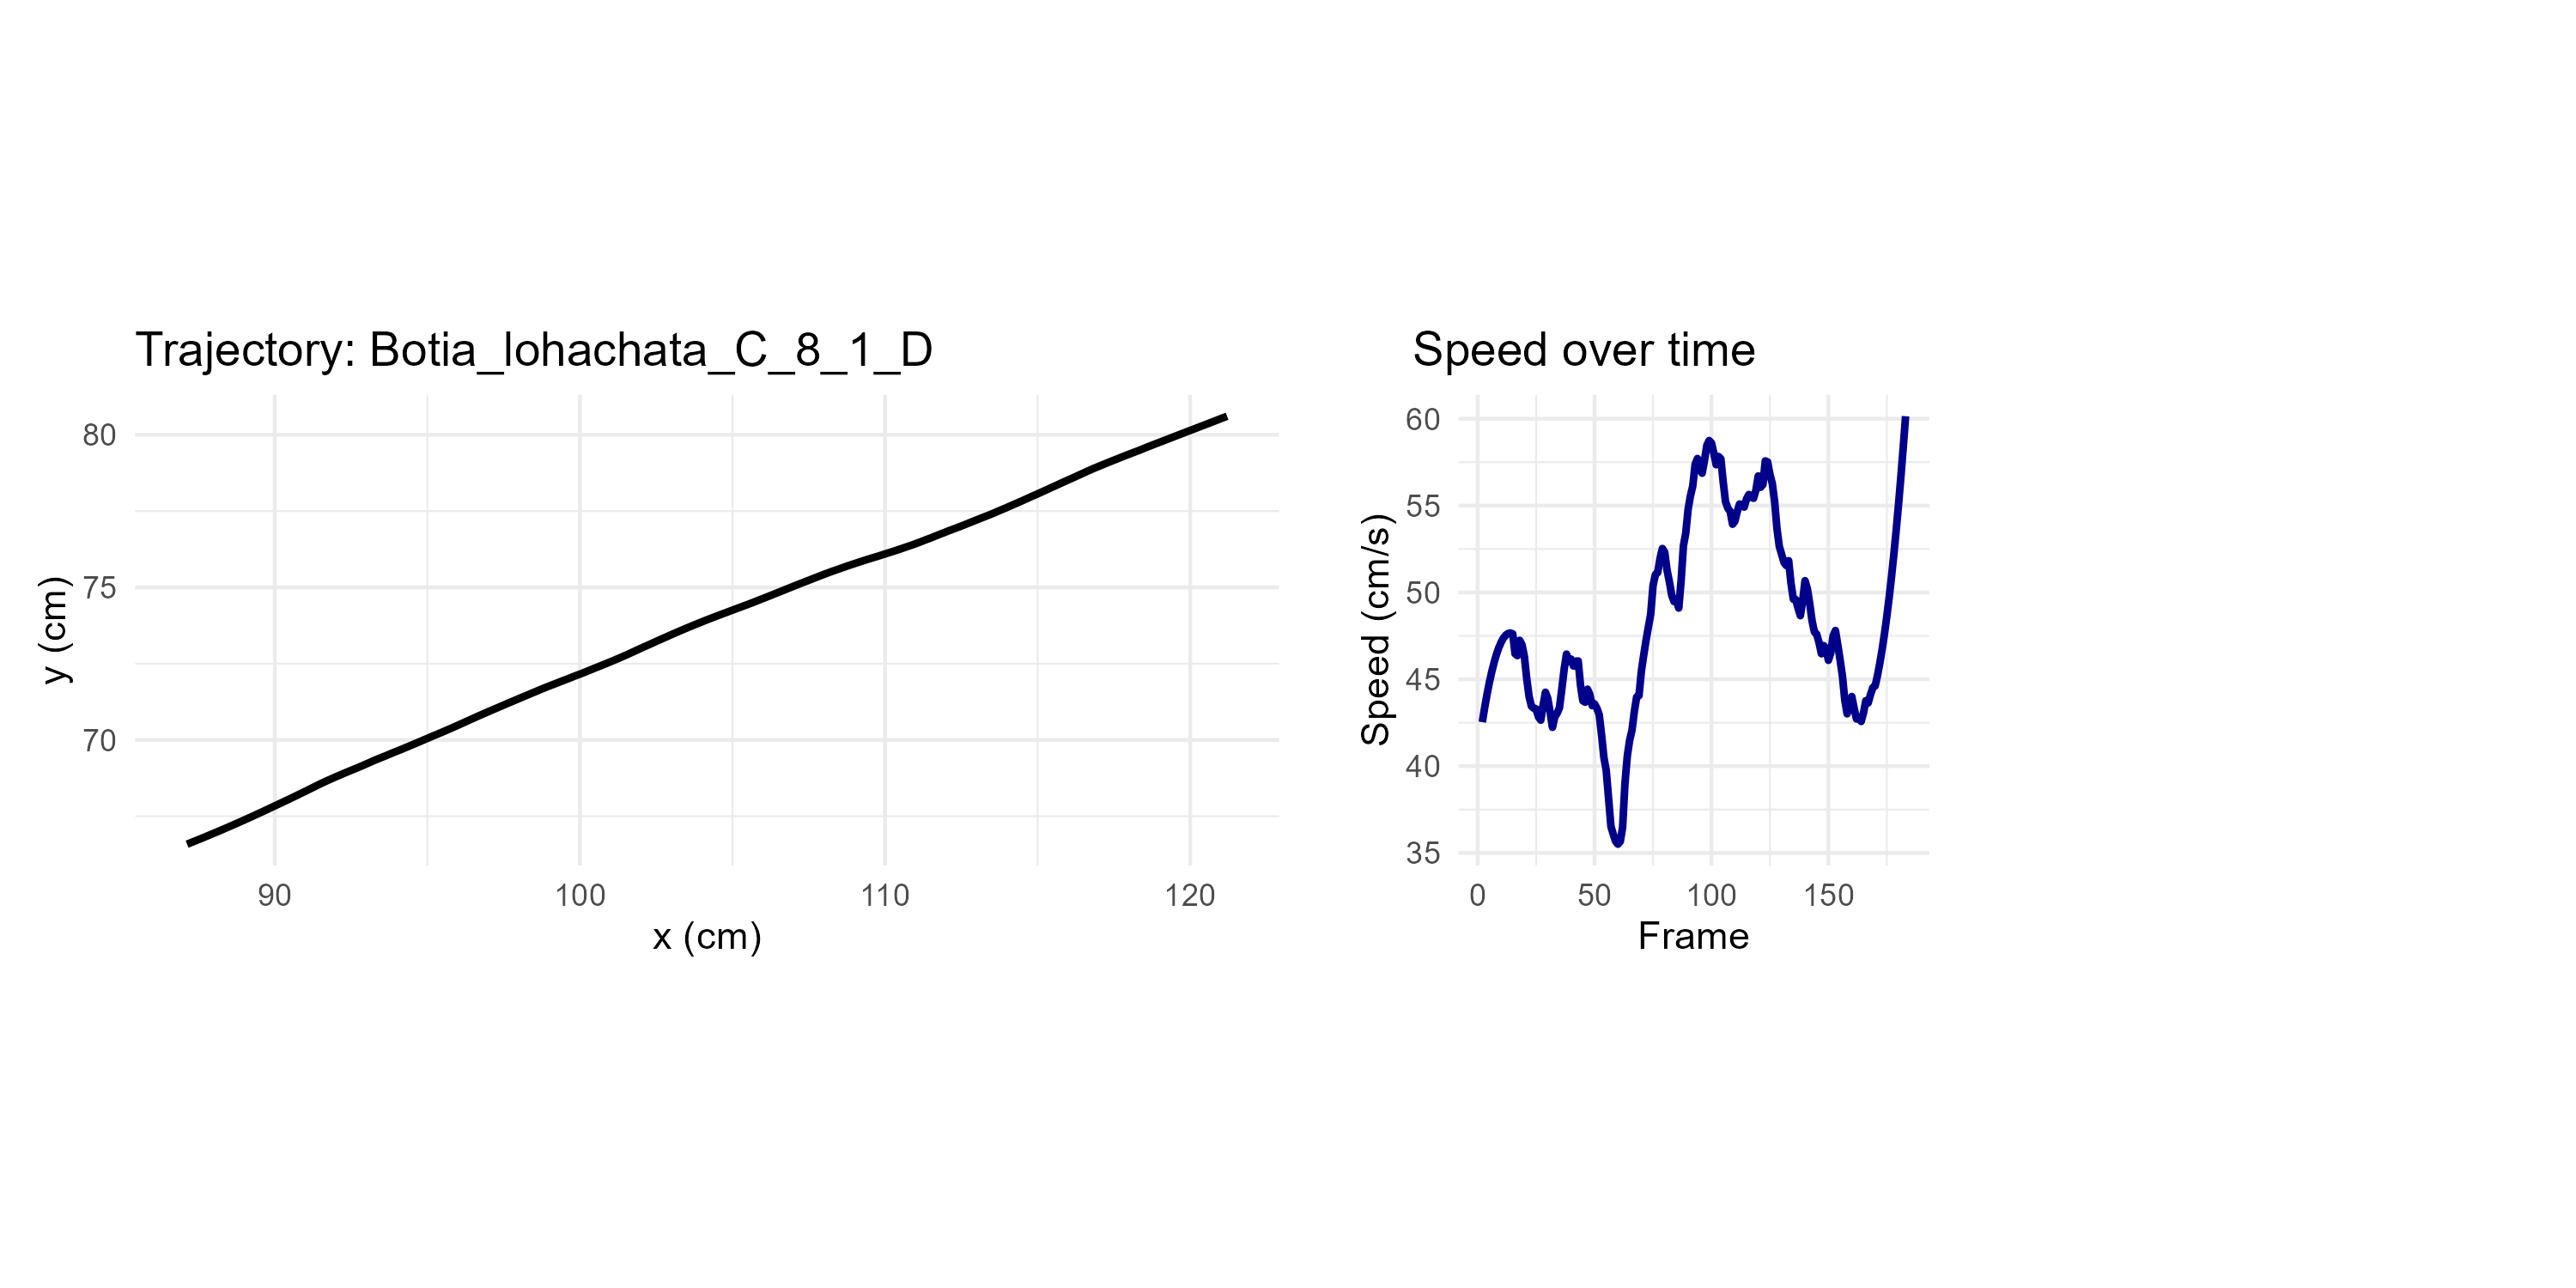 Trajectory: Botia_lohachata_C_8_1_D
80
75
70
y (cm)
90 100 110 120
x (cm)
Speed over time
60
55
50
45
40
35
Speed (cm/s)
0 50 100 150
Frame